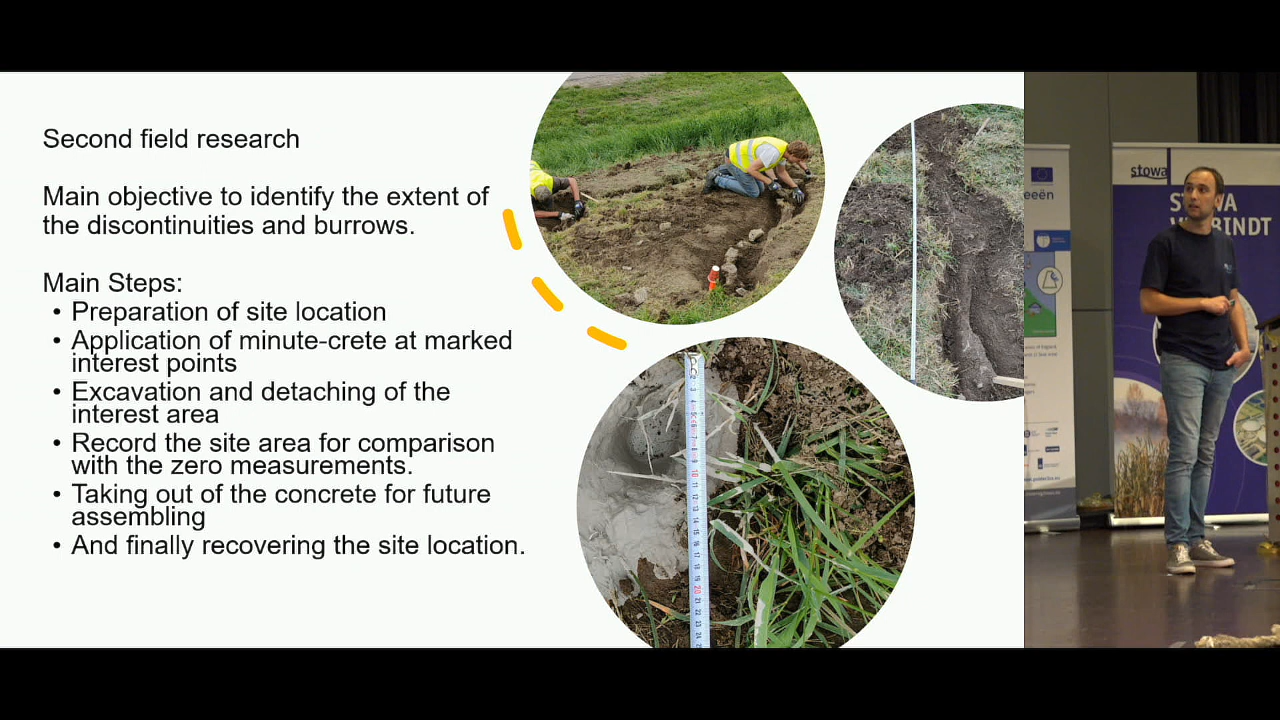 Second field research
Main objective to identify the extent of
the discontinuities and burrows.
Main Steps:
• Preparation of site location
• Application of minute-crete at marked
interest points
• Excavation and detaching of the
interest area
• Record the site area for comparison
with the zero measurements.
• Taking out of the concrete for future
assembling
• And finally recovering the site location.
eeën
stowa